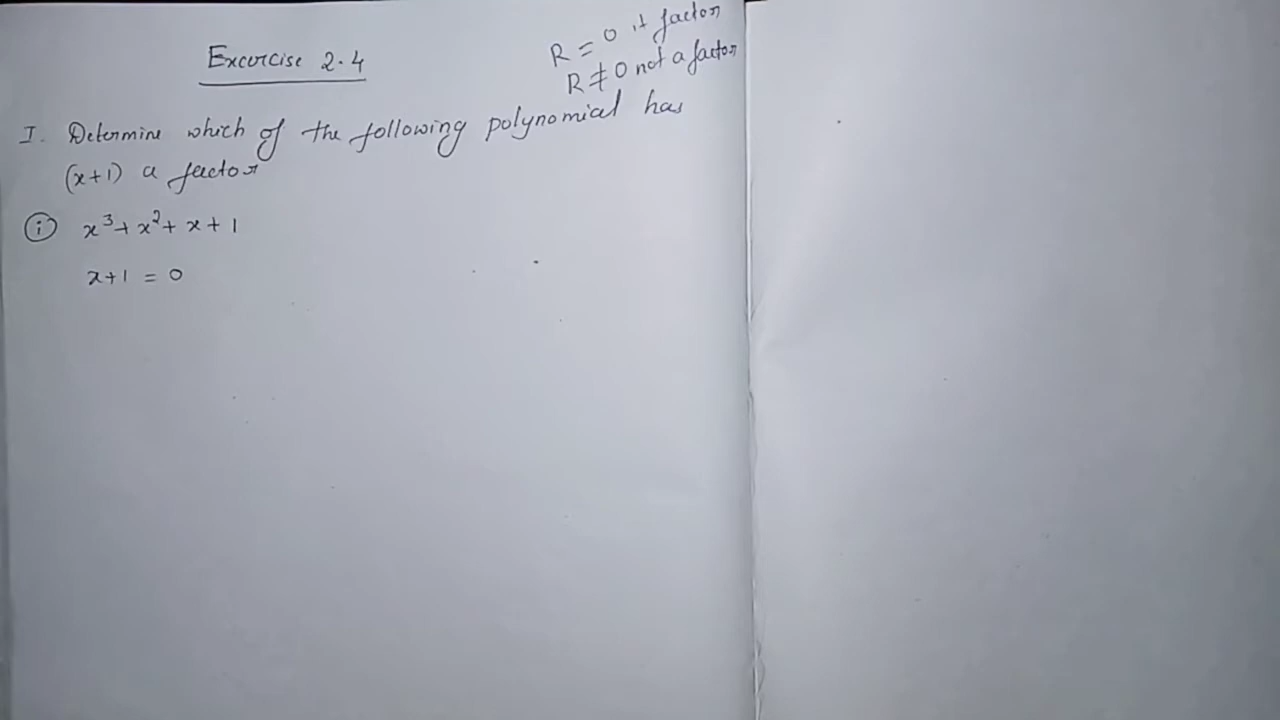 Excercise 2.4
R = 0 it factor
R ≠ 0 not a factor
I. Determine which of the following polynomial has
(x+1) a factor
(i) x³+x²+x+1
x+1 = 0